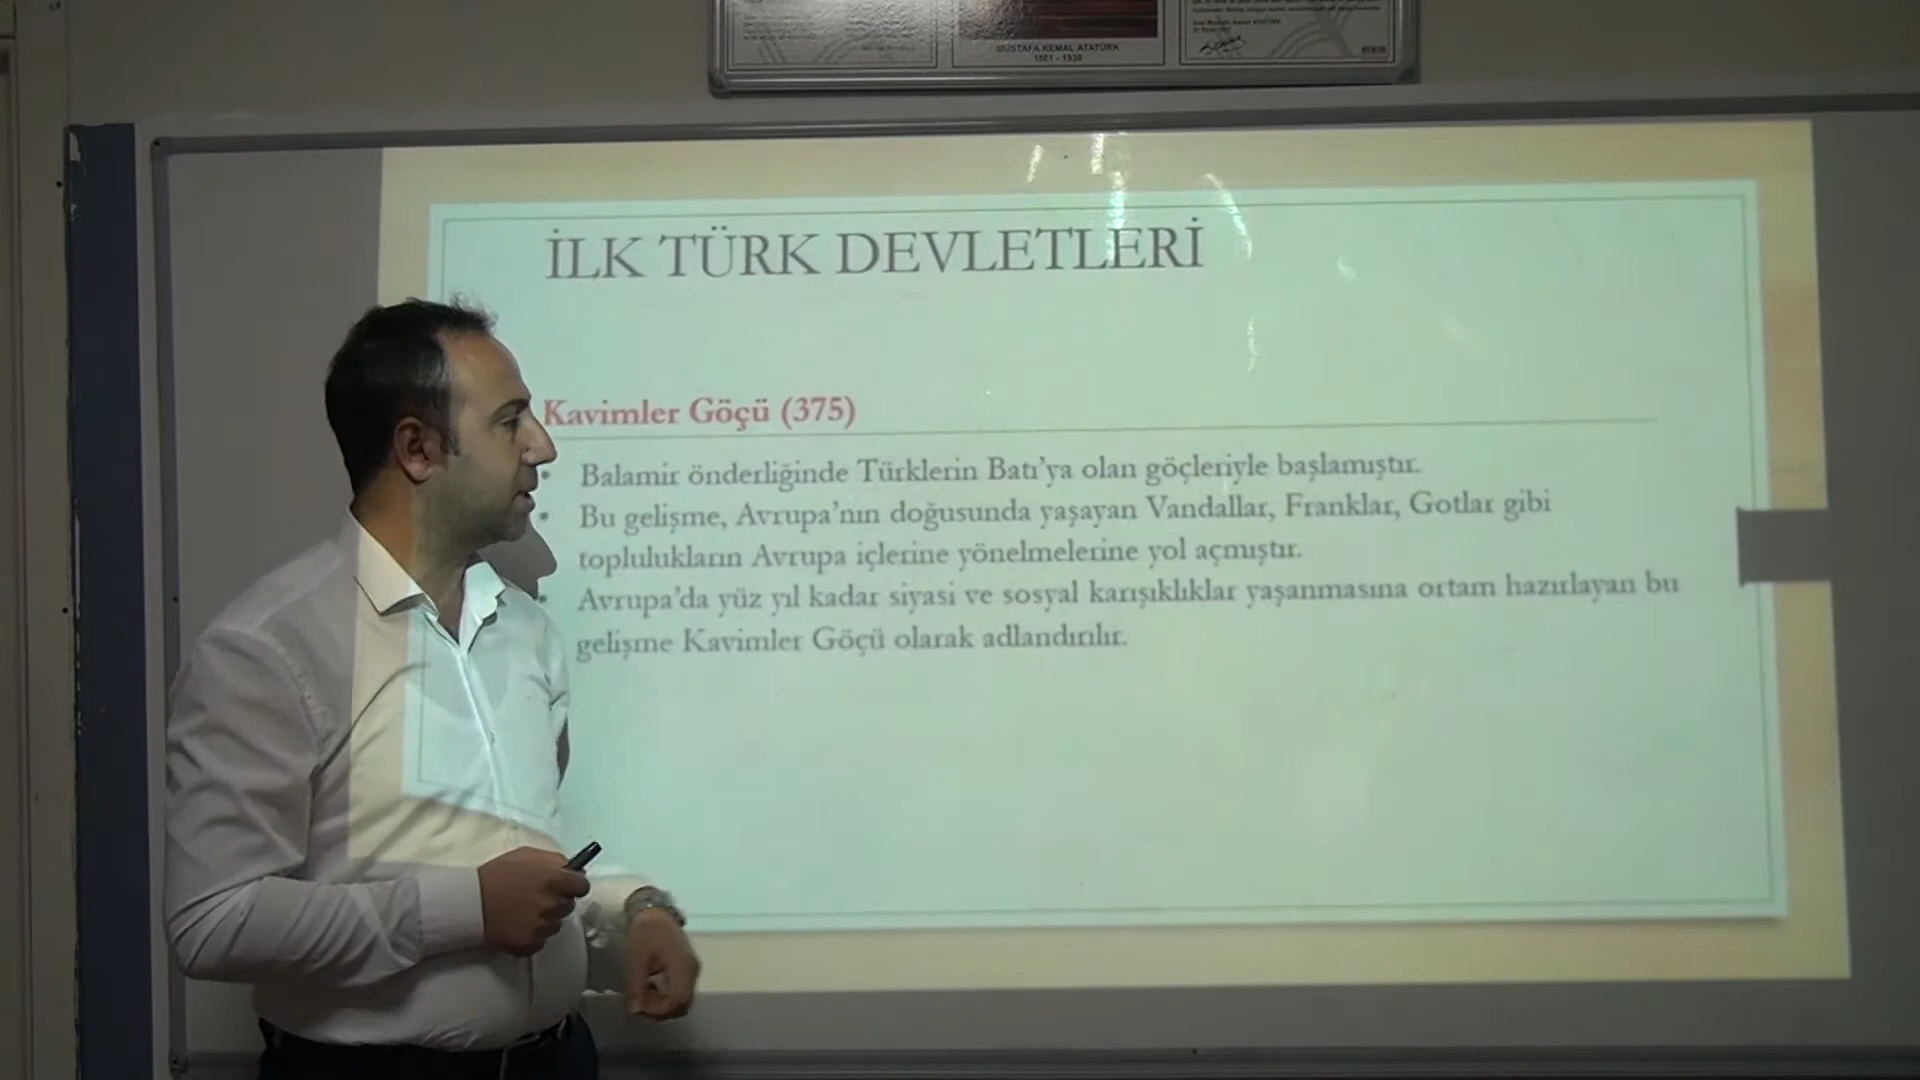 MUSTAFA KEMAL ATATÜRK
1881 - 1938
İLK TÜRK DEVLETLERİ
Kavimler Göçü (375)
• Balamir önderliğinde Türklerin Batı'ya olan göçleriyle başlamıştır.
• Bu gelişme, Avrupa'nın doğusunda yaşayan Vandallar, Franklar, Gotlar gibi
toplulukların Avrupa içlerine yönelmelerine yol açmıştır.
• Avrupa'da yüz yıl kadar siyasi ve sosyal karışıklıklar yaşanmasına ortam hazırlayan bu
gelişme Kavimler Göçü olarak adlandırılır.